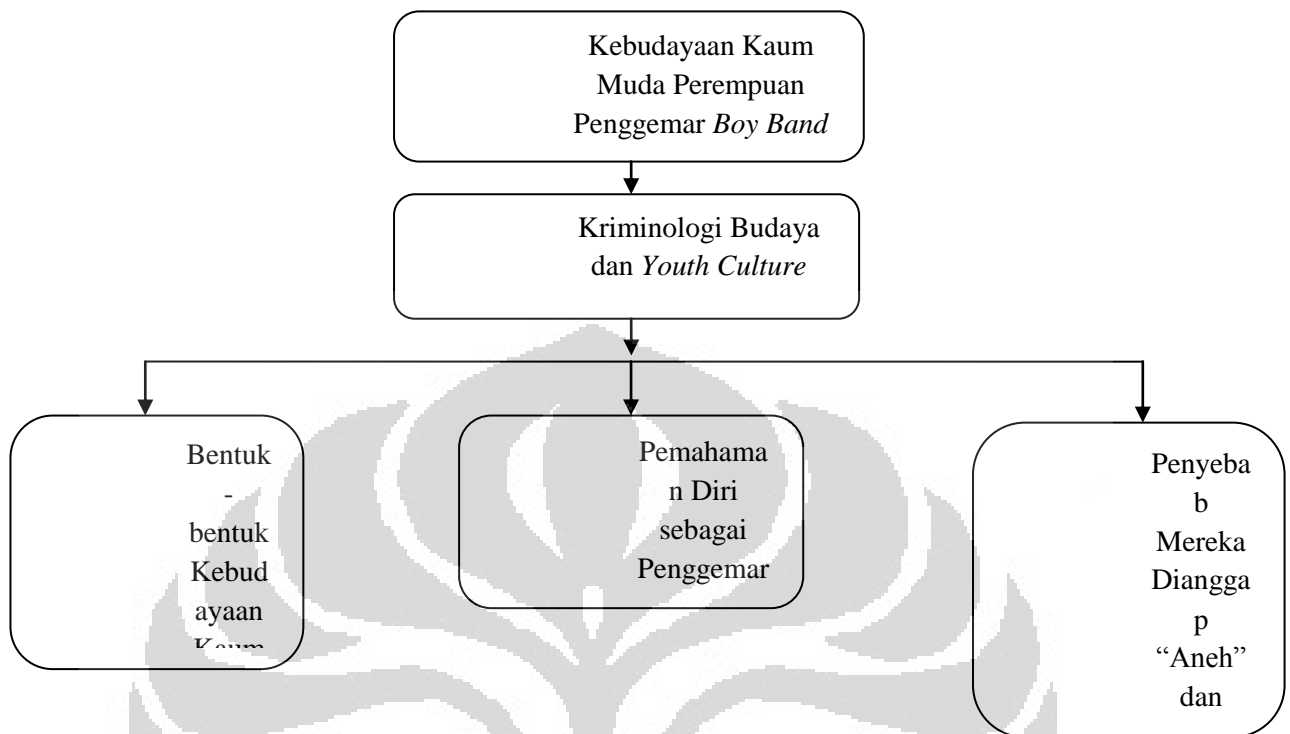 Kebudayaan Kaum
Muda Perempuan
Penggemar Boy Band
Kriminologi Budaya
dan Youth Culture
Bentuk
-
bentuk
Kebud
ayaan
Kaum
Pemahama
n Diri
sebagai
Penggemar
Penyeba
b
Mereka
Diangga
p
“Aneh”
dan